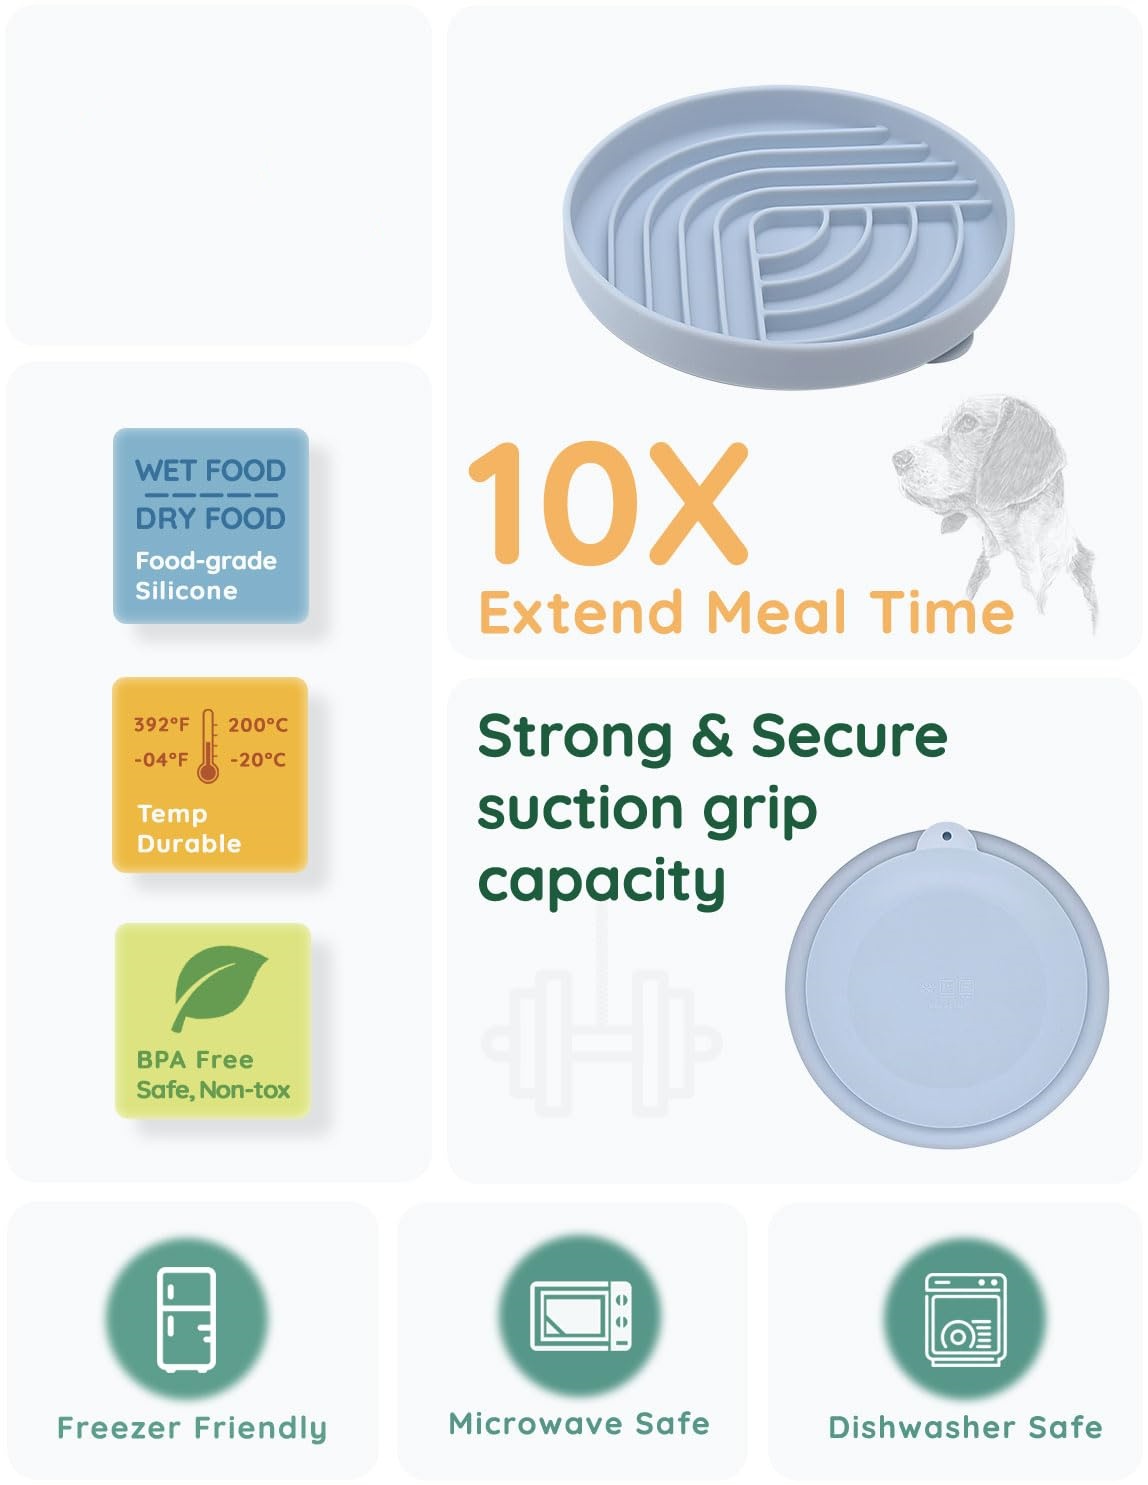 10X
Extend Meal Time
WET FOOD
DRY FOOD
Food-grade
Silicone
392°F 200°C
-04°F -20°C
Temp
Durable
BPA Free
Safe, Non-tox
Strong & Secure
suction grip
capacity
Freezer Friendly
Microwave Safe
Dishwasher Safe